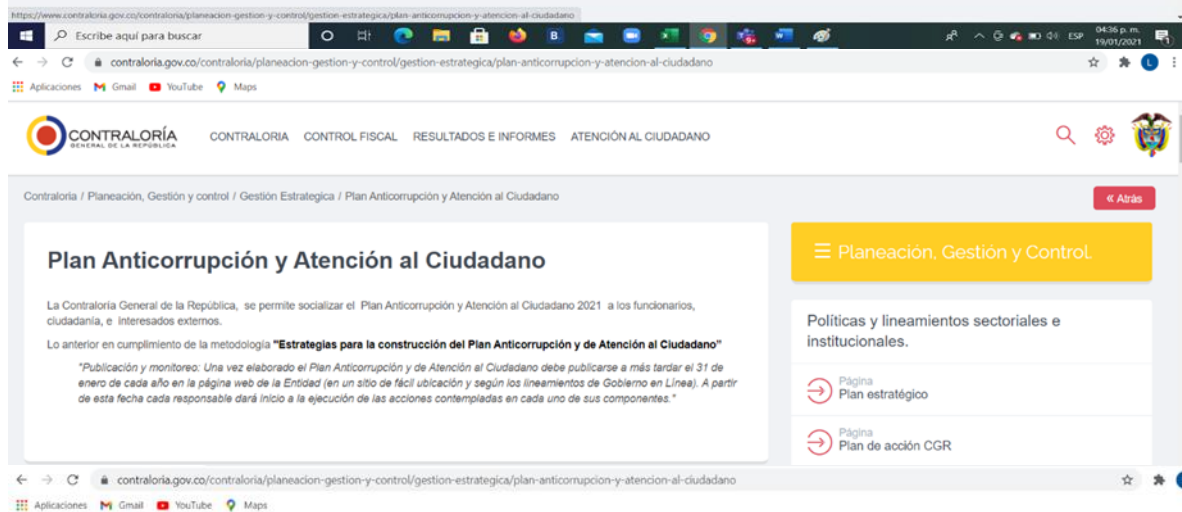 https://www.contraloria.gov.co/contraloria/planeacion-gestion-y-control/gestion-estrategica/plan-anticorrupcion-y-atencion-al-ciudadano
Escribe aquí para buscar
ESP
04:36 p. m.
19/01/2021
contraloria.gov.co/contraloria/planeacion-gestion-y-control/gestion-estrategica/plan-anticorrupcion-y-atencion-al-ciudadano
Aplicaciones Gmail YouTube Maps
CONTRALORÍA
GENERAL DE LA REPÚBLICA
CONTRALORIA CONTROL FISCAL RESULTADOS E INFORMES ATENCIÓN AL CIUDADANO
Contraloria / Planeación, Gestión y control / Gestión Estrategica / Plan Anticorrupción y Atención al Ciudadano
« Atrás
Plan Anticorrupción y Atención al Ciudadano
La Contraloría General de la República, se permite socializar el Plan Anticorrupción y Atención al Ciudadano 2021 a los funcionarios,
ciudadanía, e interesados externos.
Lo anterior en cumplimiento de la metodología "Estrategias para la construcción del Plan Anticorrupción y de Atención al Ciudadano"
"Publicación y monitoreo: Una vez elaborado el Plan Anticorrupción y de Atención al Ciudadano debe publicarse a más tardar el 31 de
enero de cada año en la página web de la Entidad (en un sitio de fácil ubicación y según los lineamientos de Gobierno en Línea). A partir
de esta fecha cada responsable dará inicio a la ejecución de las acciones contempladas en cada uno de sus componentes."
Planeación, Gestión y Control.
Políticas y lineamientos sectoriales e
institucionales.
Página
Plan estratégico
Página
Plan de acción CGR
contraloria.gov.co/contraloria/planeacion-gestion-y-control/gestion-estrategica/plan-anticorrupcion-y-atencion-al-ciudadano
Aplicaciones Gmail YouTube Maps